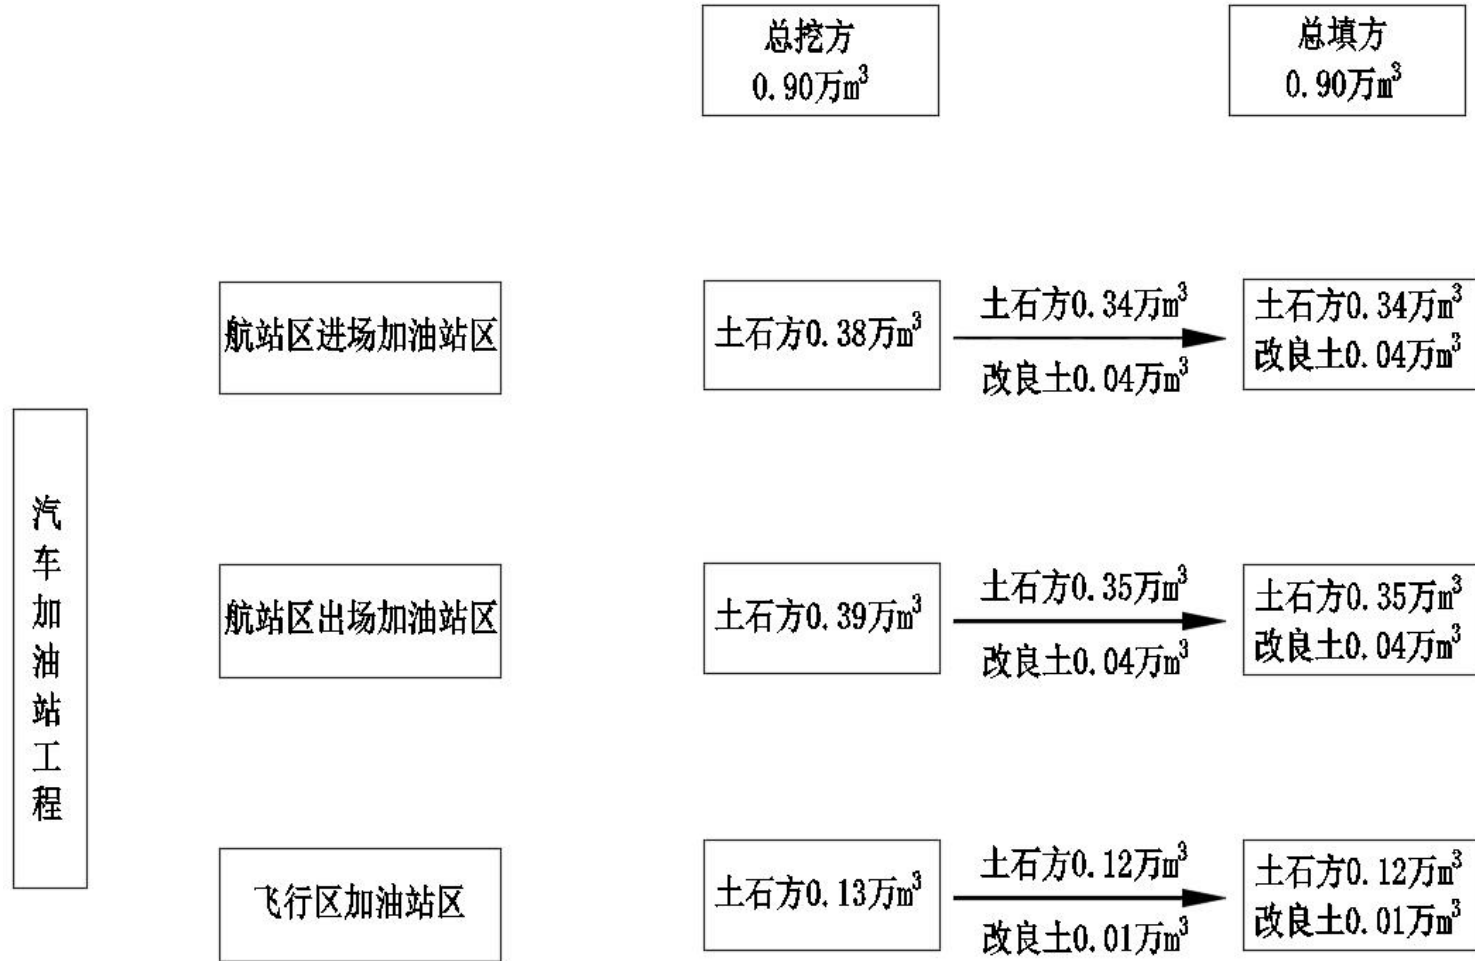 总挖方
0.90万m³
总填方
0.90万m³
航站区进场加油站区
土石方0.38万m³
土石方0.34万m³
改良土0.04万m³
土石方0.34万m³
改良土0.04万m³
汽车加油站工程
航站区出场加油站区
土石方0.39万m³
土石方0.35万m³
改良土0.04万m³
土石方0.35万m³
改良土0.04万m³
飞行区加油站区
土石方0.13万m³
土石方0.12万m³
改良土0.01万m³
土石方0.12万m³
改良土0.01万m³